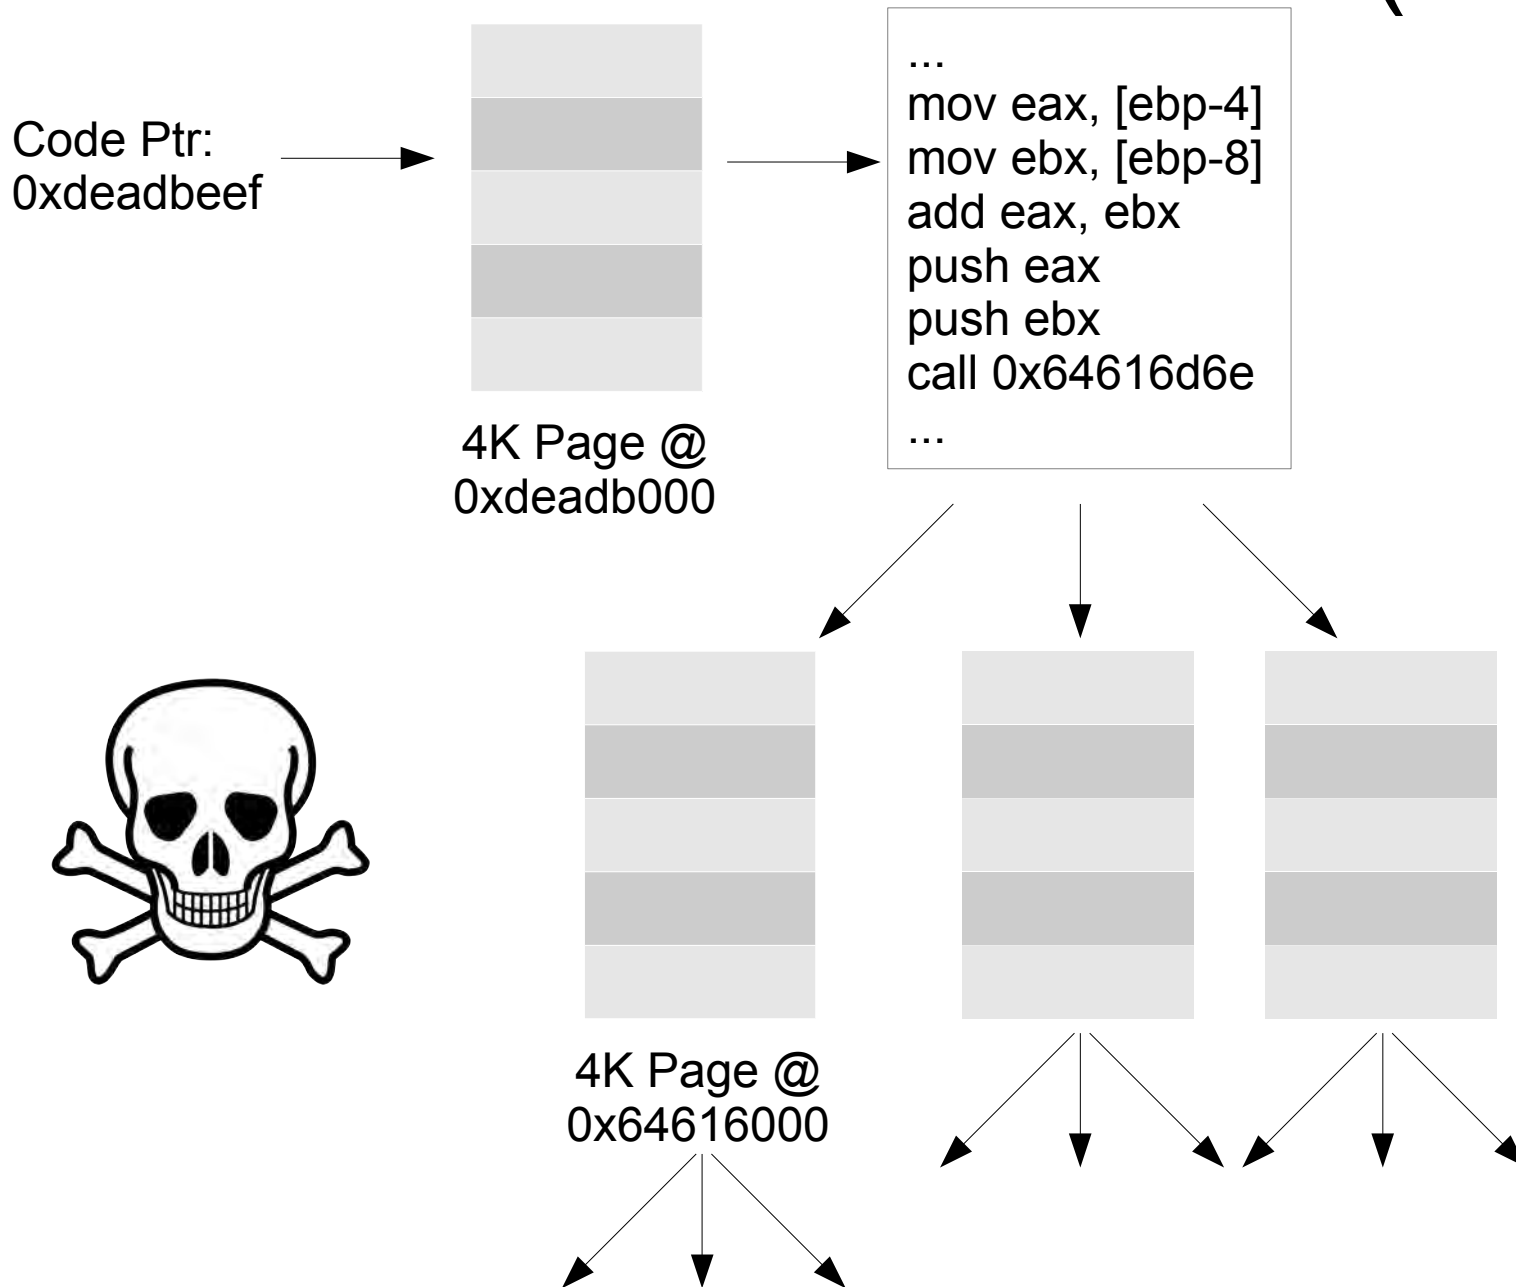 Code Ptr:
0xdeadbeef
...
mov eax, [ebp-4]
mov ebx, [ebp-8]
add eax, ebx
push eax
push ebx
call 0x64616d6e
...
4K Page @
0xdeadb000
4K Page @
0x64616000